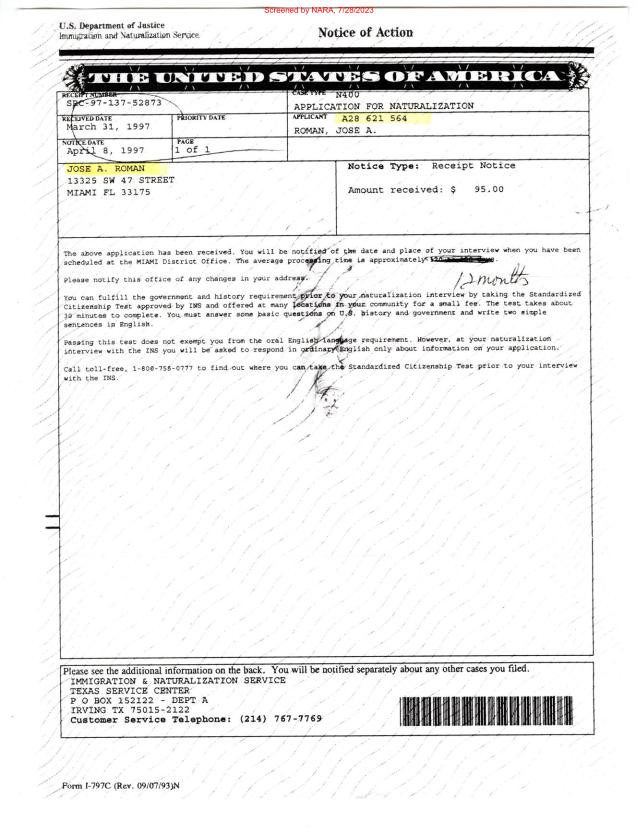 Screened by NARA, 7/28/2023
U.S. Department of Justice
Immigration and Naturalization Service
Notice of Action
THE UNITED STATES OF AMERICA
RECEIPT NUMBER
SRC-97-137-52873
CASE TYPE N400
APPLICATION FOR NATURALIZATION
RECEIVED DATE
March 31, 1997
PRIORITY DATE
APPLICANT A28 621 564
ROMAN, JOSE A.
NOTICE DATE
April 8, 1997
PAGE
1 of 1
JOSE A. ROMAN
13325 SW 47 STREET
MIAMI FL 33175
Notice Type: Receipt Notice
Amount received: $ 95.00
The above application has been received. You will be notified of the date and place of your interview when you have been
scheduled at the MIAMI District Office. The average processing time is approximately
12 months
Please notify this office of any changes in your address.
You can fulfill the government and history requirement prior to your naturalization interview by taking the Standardized
Citizenship Test approved by INS and offered at many locations in your community for a small fee. The test takes about
30 minutes to complete. You must answer some basic questions on U.S. history and government and write two simple
sentences in English.
Passing this test does not exempt you from the oral English language requirement. However, at your naturalization
interview with the INS you will be asked to respond in ordinary English only about information on your application.
Call toll-free, 1-800-758-0777 to find out where you can take the Standardized Citizenship Test prior to your interview
with the INS.
Please see the additional information on the back. You will be notified separately about any other cases you filed.
IMMIGRATION & NATURALIZATION SERVICE
TEXAS SERVICE CENTER
P O BOX 152122 - DEPT A
IRVING TX 75015-2122
Customer Service Telephone: (214) 767-7769
Form I-797C (Rev. 09/07/93)N